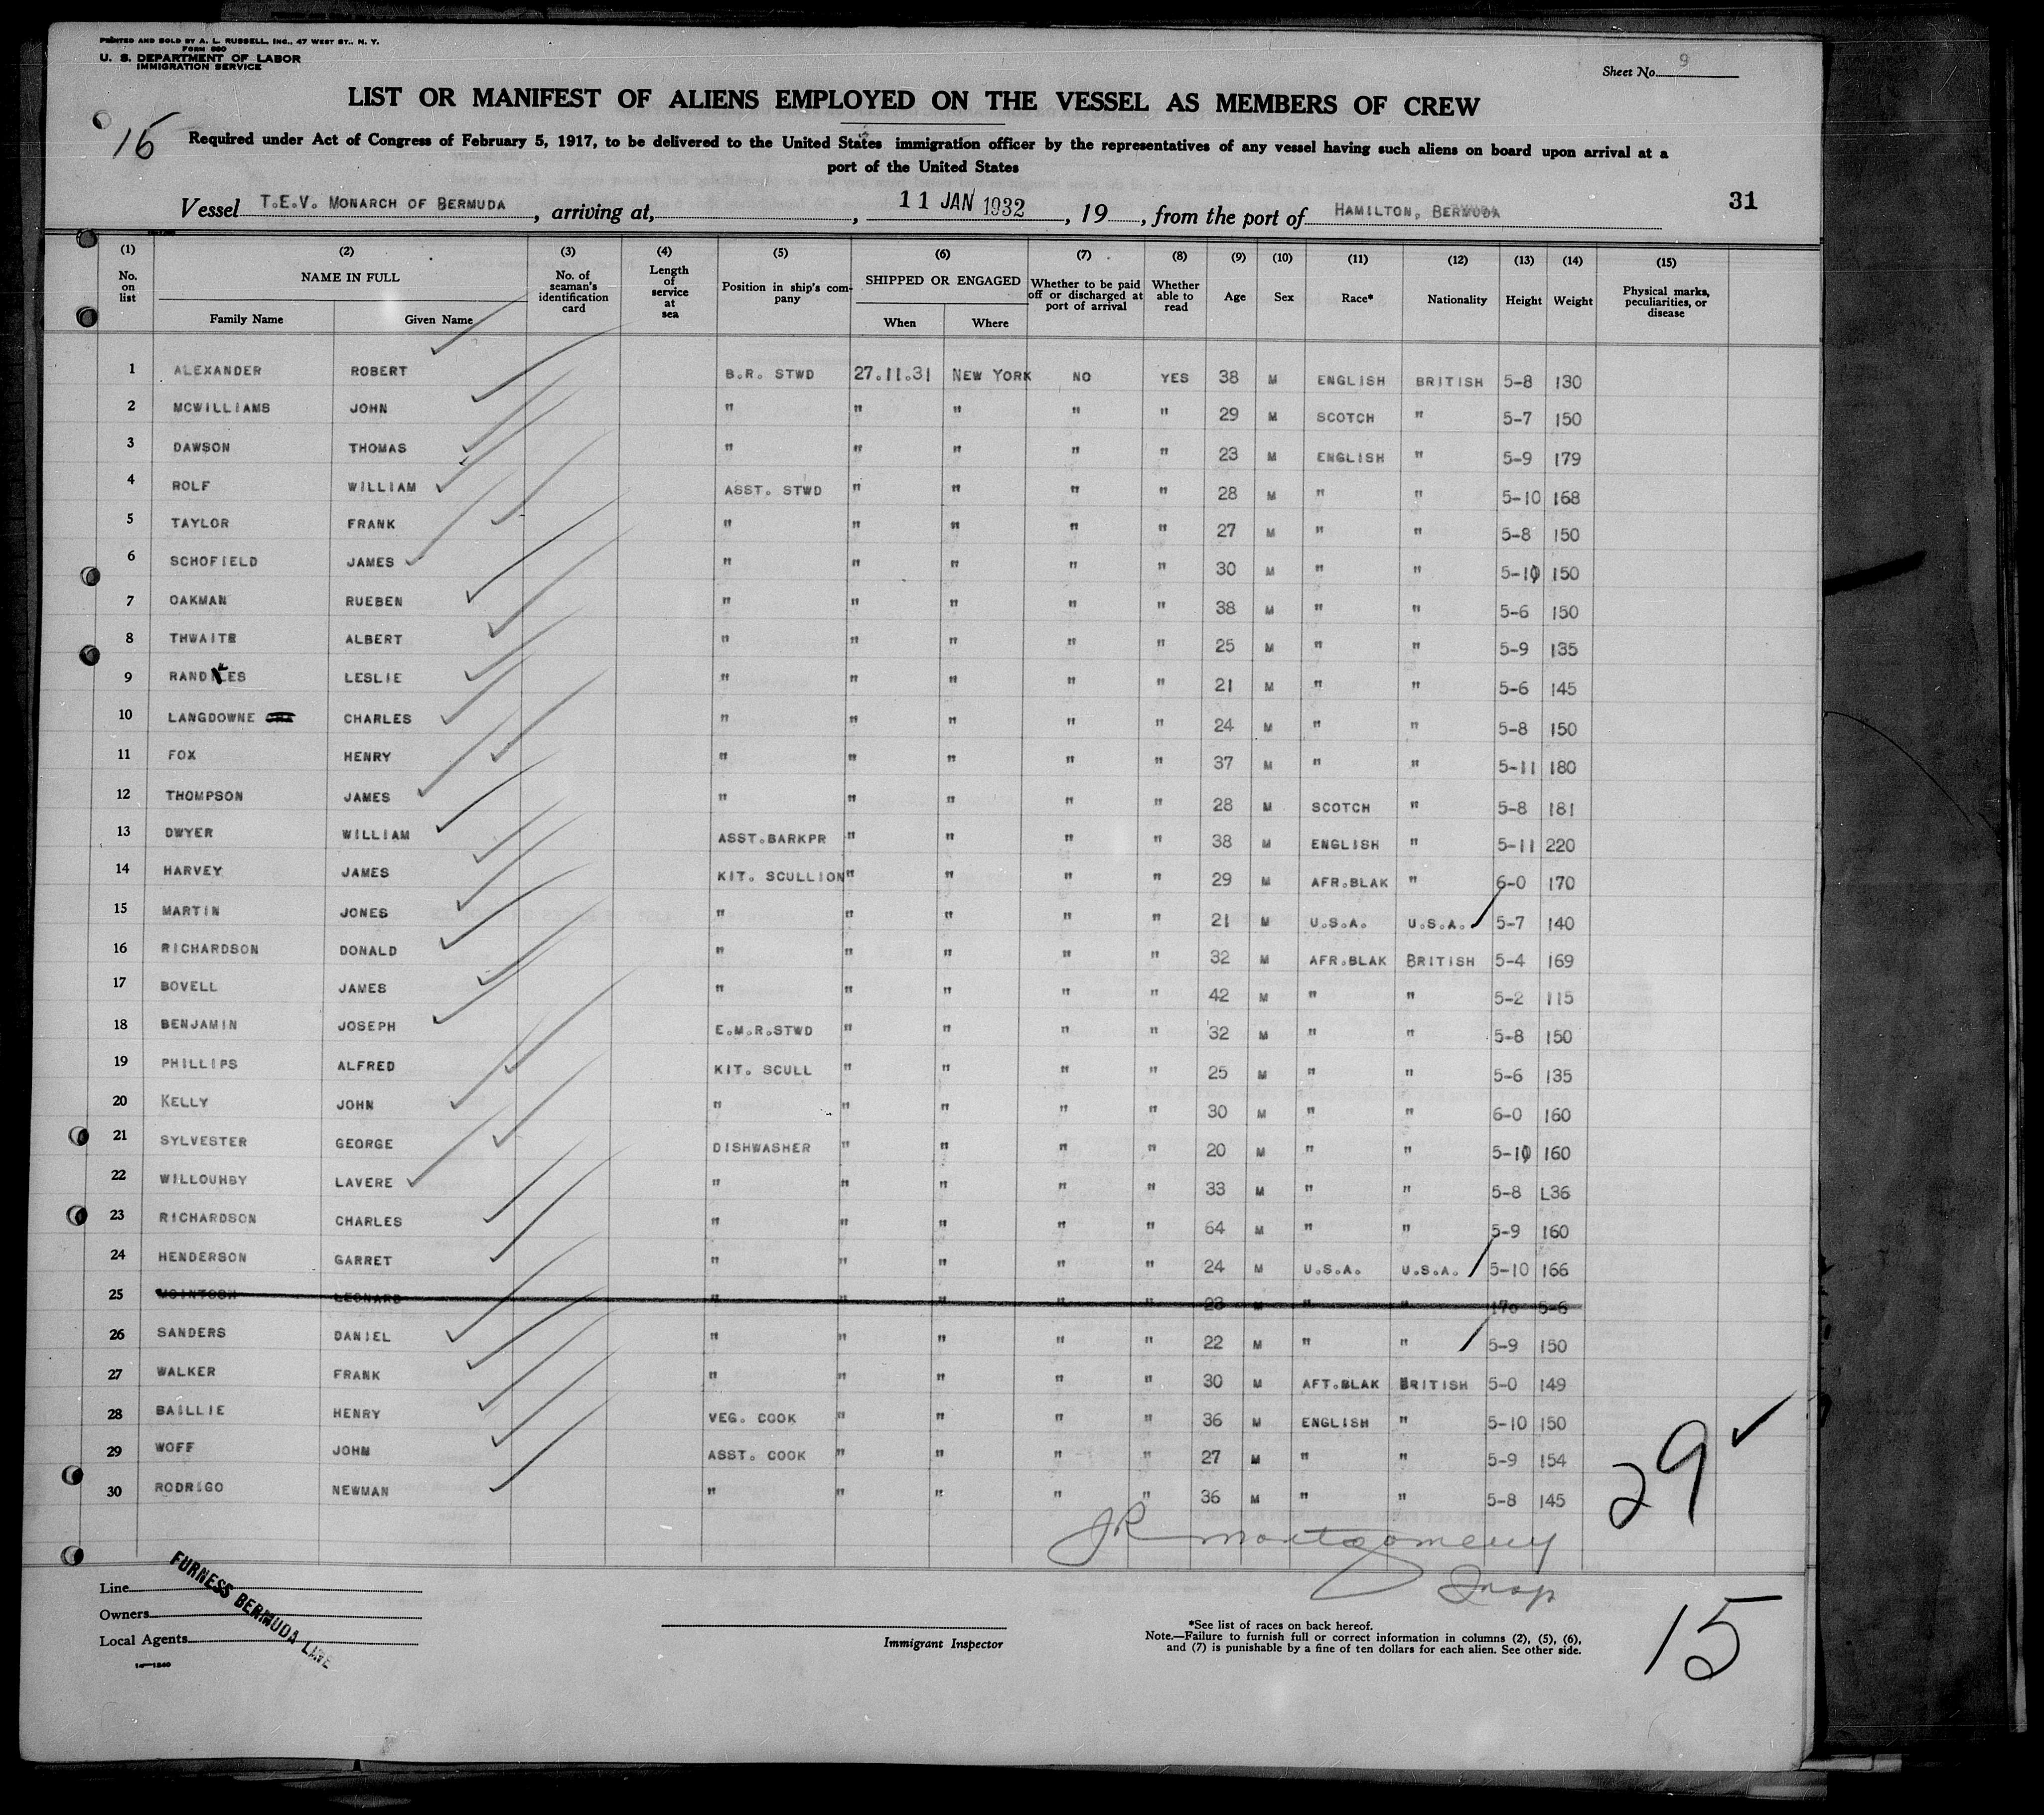 PRINTED AND SOLD BY A. L. RUSSELL, INC., 47 WEST ST., N. Y.
FORM 680
U. S. DEPARTMENT OF LABOR
IMMIGRATION SERVICE
Sheet No. 9
LIST OR MANIFEST OF ALIENS EMPLOYED ON THE VESSEL AS MEMBERS OF CREW
16
Required under Act of Congress of February 5, 1917, to be delivered to the United States immigration officer by the representatives of any vessel having such aliens on board upon arrival at a
port of the United States
Vessel T.E.V. MONARCH OF BERMUDA, arriving at, , 11 JAN 1932, 19 , from the port of HAMILTON, BERMUDA
31
(1) (2) (3) (4) (5) (6) (7) (8) (9) (10) (11) (12) (13) (14) (15)
No. on list NAME IN FULL Family Name Given Name No. of seaman's identification card Length of service at sea Position in ship's company SHIPPED OR ENGAGED When Where Whether to be paid off or discharged at port of arrival Whether able to read Age Sex Race* Nationality Height Weight Physical marks, peculiarities, or disease
1 ALEXANDER ROBERT B.R. STWD 27.11.31 NEW YORK NO YES 38 M ENGLISH BRITISH 5-8 130
2 MCWILLIAMS JOHN " " " " " 29 M SCOTCH " 5-7 150
3 DAWSON THOMAS " " " " " 23 M ENGLISH " 5-9 179
4 ROLF WILLIAM ASST. STWD " " " " 28 M " " 5-10 168
5 TAYLOR FRANK " " " " " 27 M " " 5-8 150
6 SCHOFIELD JAMES " " " " " 30 M " " 5-10 150
7 OAKMAN RUEBEN " " " " " 38 M " " 5-6 150
8 THWAITE ALBERT " " " " " 25 M " " 5-9 135
9 RANDLES LESLIE " " " " " 21 M " " 5-6 145
10 LANGDOWNE CHARLES " " " " " 24 M " " 5-8 150
11 FOX HENRY " " " " " 37 M " " 5-11 180
12 THOMPSON JAMES " " " " " 28 M SCOTCH " 5-8 181
13 DWYER WILLIAM ASST.BARKPR " " " " 38 M ENGLISH " 5-11 220
14 HARVEY JAMES KIT. SCULLION " " " " 29 M AFR.BLAK " 6-0 170
15 MARTIN JONES " " " " " 21 M U.S.A. U.S.A. 5-7 140
16 RICHARDSON DONALD " " " " " 32 M AFR.BLAK BRITISH 5-4 169
17 BOVELL JAMES " " " " " 42 M " " 5-2 115
18 BENJAMIN JOSEPH E.M.R.STWD " " " " 32 M " " 5-8 150
19 PHILLIPS ALFRED KIT. SCULL " " " " 25 M " " 5-6 135
20 KELLY JOHN " " " " " 30 M " " 6-0 160
21 SYLVESTER GEORGE DISHWASHER " " " " 20 M " " 5-10 160
22 WILLOUHBY LAVERE " " " " " 33 M " " 5-8 L36
23 RICHARDSON CHARLES " " " " " 64 M " " 5-9 160
24 HENDERSON GARRET " " " " " 24 M U.S.A. U.S.A. 5-10 166
25 MCINTOSH LEONARD " " " " " 23 M " " 170 5-6
26 SANDERS DANIEL " " " " " 22 M " " 5-9 150
27 WALKER FRANK " " " " " 30 M AFT.BLAK BRITISH 5-0 149
28 BAILLIE HENRY VEG. COOK " " " " 36 M ENGLISH " 5-10 150
29 WOFF JOHN ASST. COOK " " " " 27 M " " 5-9 154
30 RODRIGO NEWMAN " " " " " 36 M " " 5-8 145
29
JR Montgomery
Insp
Line
Owners
Local Agents
FURNESS BERMUDA LINE
14—1240
Immigrant Inspector
*See list of races on back hereof.
Note.—Failure to furnish full or correct information in columns (2), (5), (6),
and (7) is punishable by a fine of ten dollars for each alien. See other side.
15